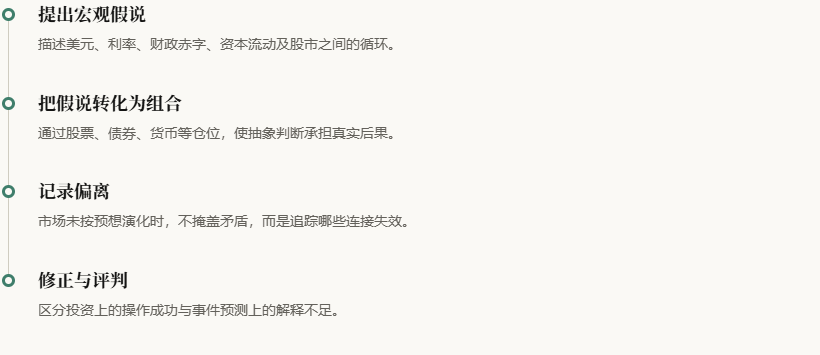 提出宏观假说
描述美元、利率、财政赤字、资本流动及股市之间的循环。
把假说转化为组合
通过股票、债券、货币等仓位，使抽象判断承担真实后果。
记录偏离
市场未按预想演化时，不掩盖矛盾，而是追踪哪些连接失效。
修正与评判
区分投资上的操作成功与事件预测上的解释不足。